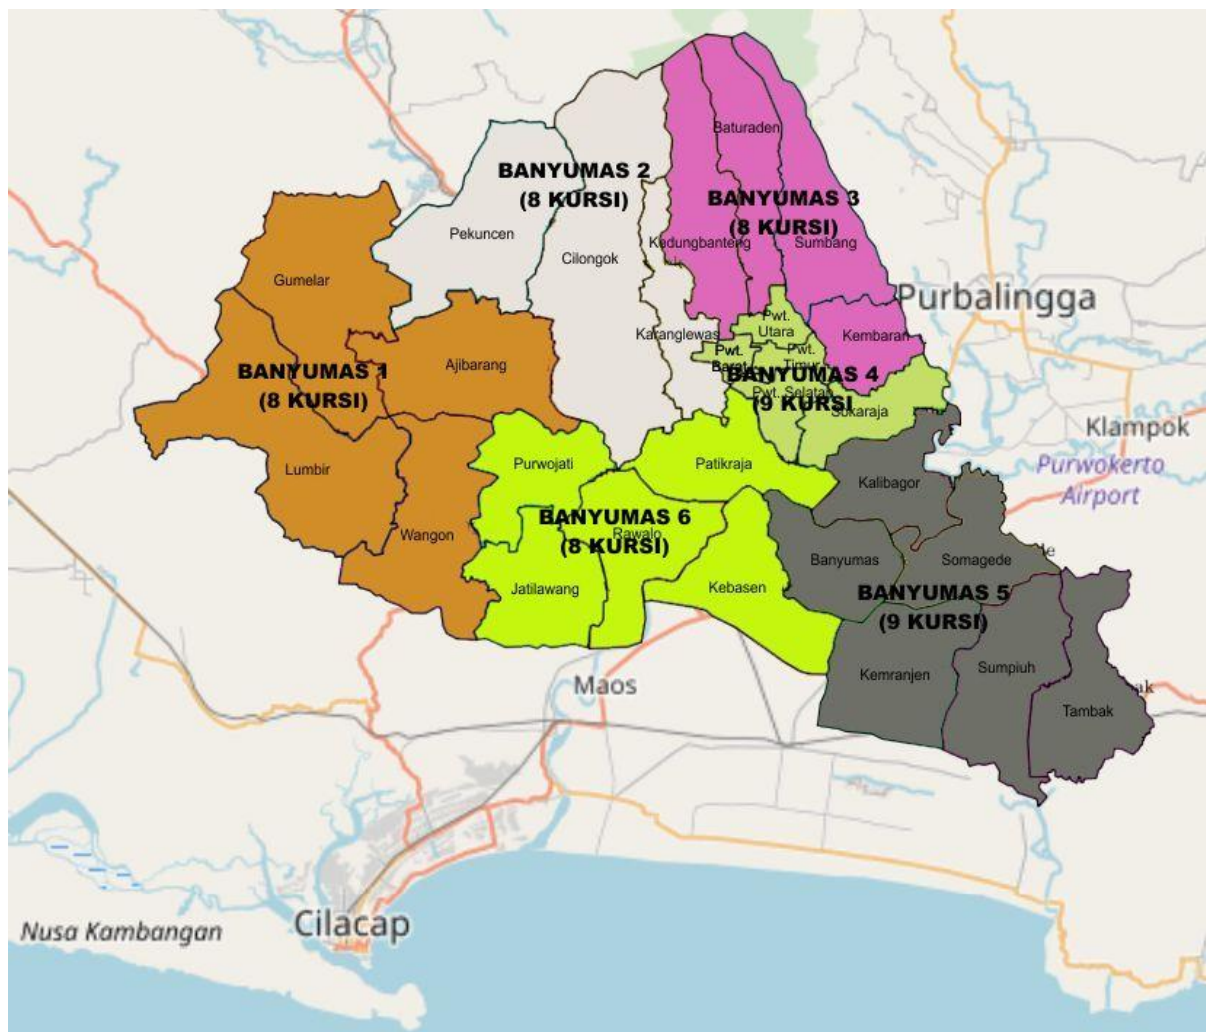 Baturaden
BANYUMAS 2
(8 KURSI)
BANYUMAS 3
(8 KURSI)
Pekuncen
Cilongok
Kedungbanteng
Sumbang
Gumelar
Purbalingga
Pwt.
Utara
Karanglewas
Kembaran
Pwt.
Barat
Pwt.
Timur
Ajibarang
BANYUMAS 1
(8 KURSI)
BANYUMAS 4
(9 KURSI
Pwt. Selatan
Sukaraja
Klampok
Purwojati
Patikraja
Lumbir
Kalibagor
Purwokerto
Airport
BANYUMAS 6
(8 KURSI)
Rawalo
Wangon
Banyumas
Somagede
Jatilawang
Kebasen
BANYUMAS 5
(9 KURSI)
Kemranjen
Sumpiuh
Maos
Tambak
Cilacap
Nusa Kambangan